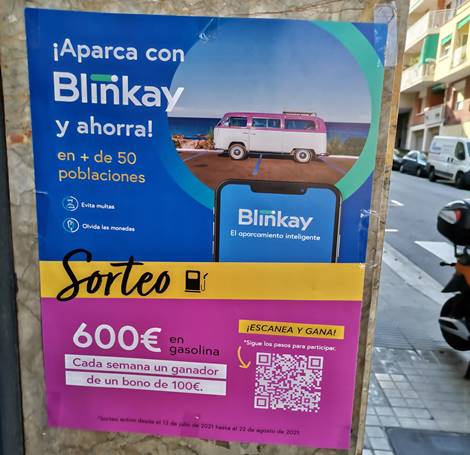 ¡Aparca con
Blinkay
y ahorra!
en + de 50
poblaciones
Evita multas
Olvida las monedas
Blinkay
El aparcamiento inteligente
Sorteo
600€ en
gasolina
Cada semana un ganador
de un bono de 100€.
¡ESCANEA Y GANA!
*Sigue los pasos para participar.
*Sorteo activo desde el 13 de julio de 2021 hasta el 22 de agosto de 2021.